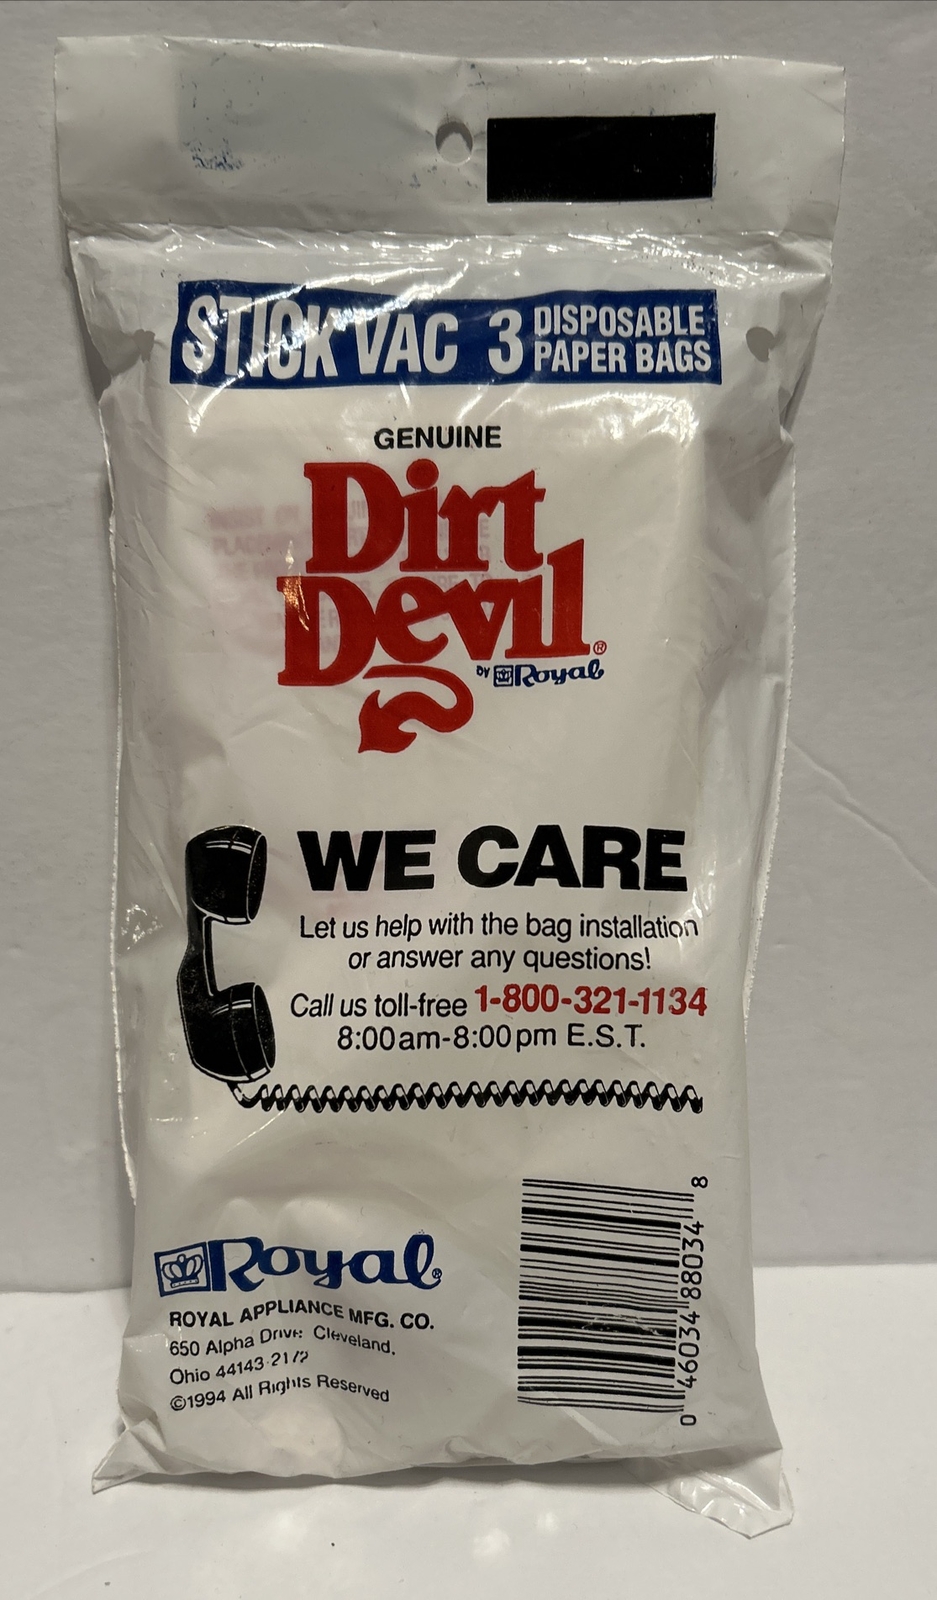 STICK VAC 3 DISPOSABLE PAPER BAGS
GENUINE
Dirt
Devil®
BY Royal
WE CARE
Let us help with the bag installation
or answer any questions!
Call us toll-free 1-800-321-1134
8:00am-8:00pm E.S.T.
Royal®
ROYAL APPLIANCE MFG. CO.
650 Alpha Drive Cleveland,
Ohio 44143-2172
©1994 All Rights Reserved
0 46034 88034 8